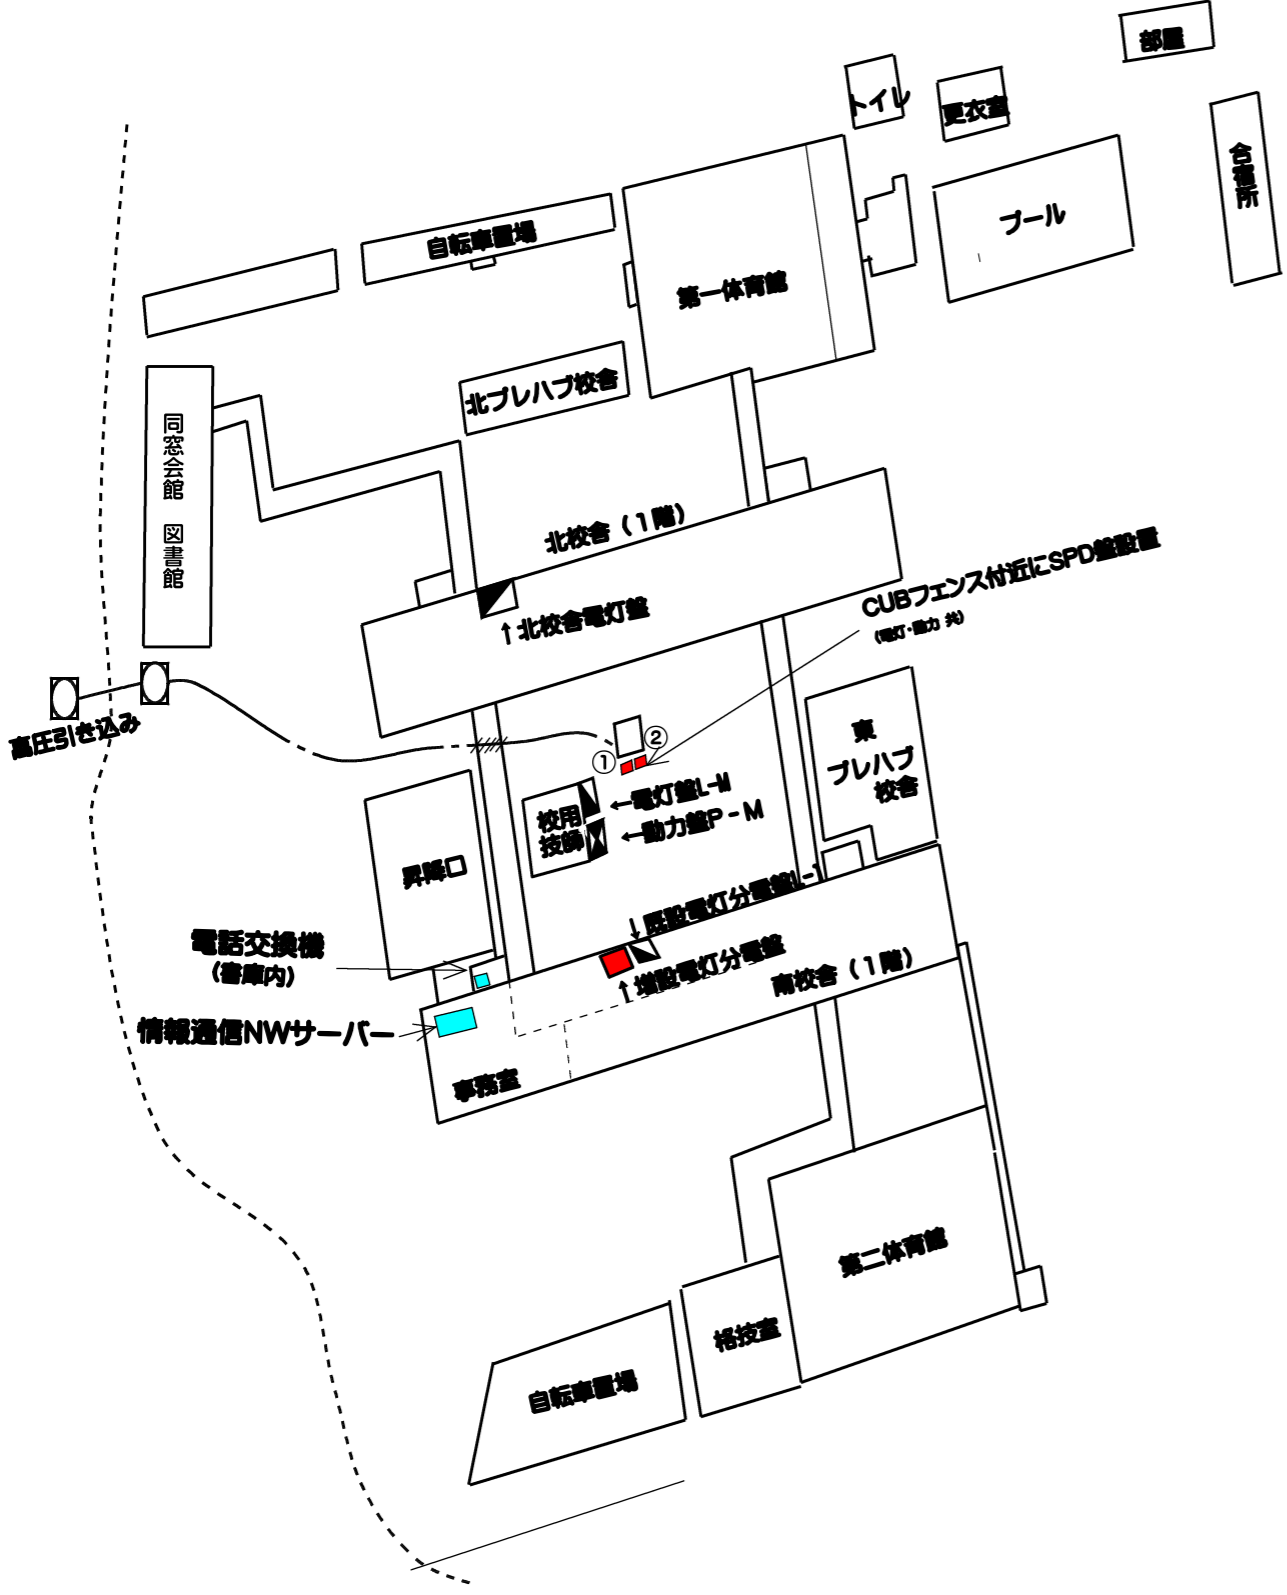 部屋
トイレ
更衣室
合宿所
プール
自転車置場
第一体育館
北プレハブ校舎
同窓会館　図書館
北校舎（１階）
CUBフェンス付近にSPD盤設置
（電灯・動力 共）
↑北校舎電灯盤
高圧引き込み
①
②
東
プレハブ
校舎
←電灯盤L-M
←動力盤P-M
校用
技師
昇降口
↓既設電灯分電盤L-1
電話交換機
（書庫内）
↑増設電灯分電盤
南校舎（１階）
情報通信NWサーバー
事務室
第二体育館
格技室
自転車置場